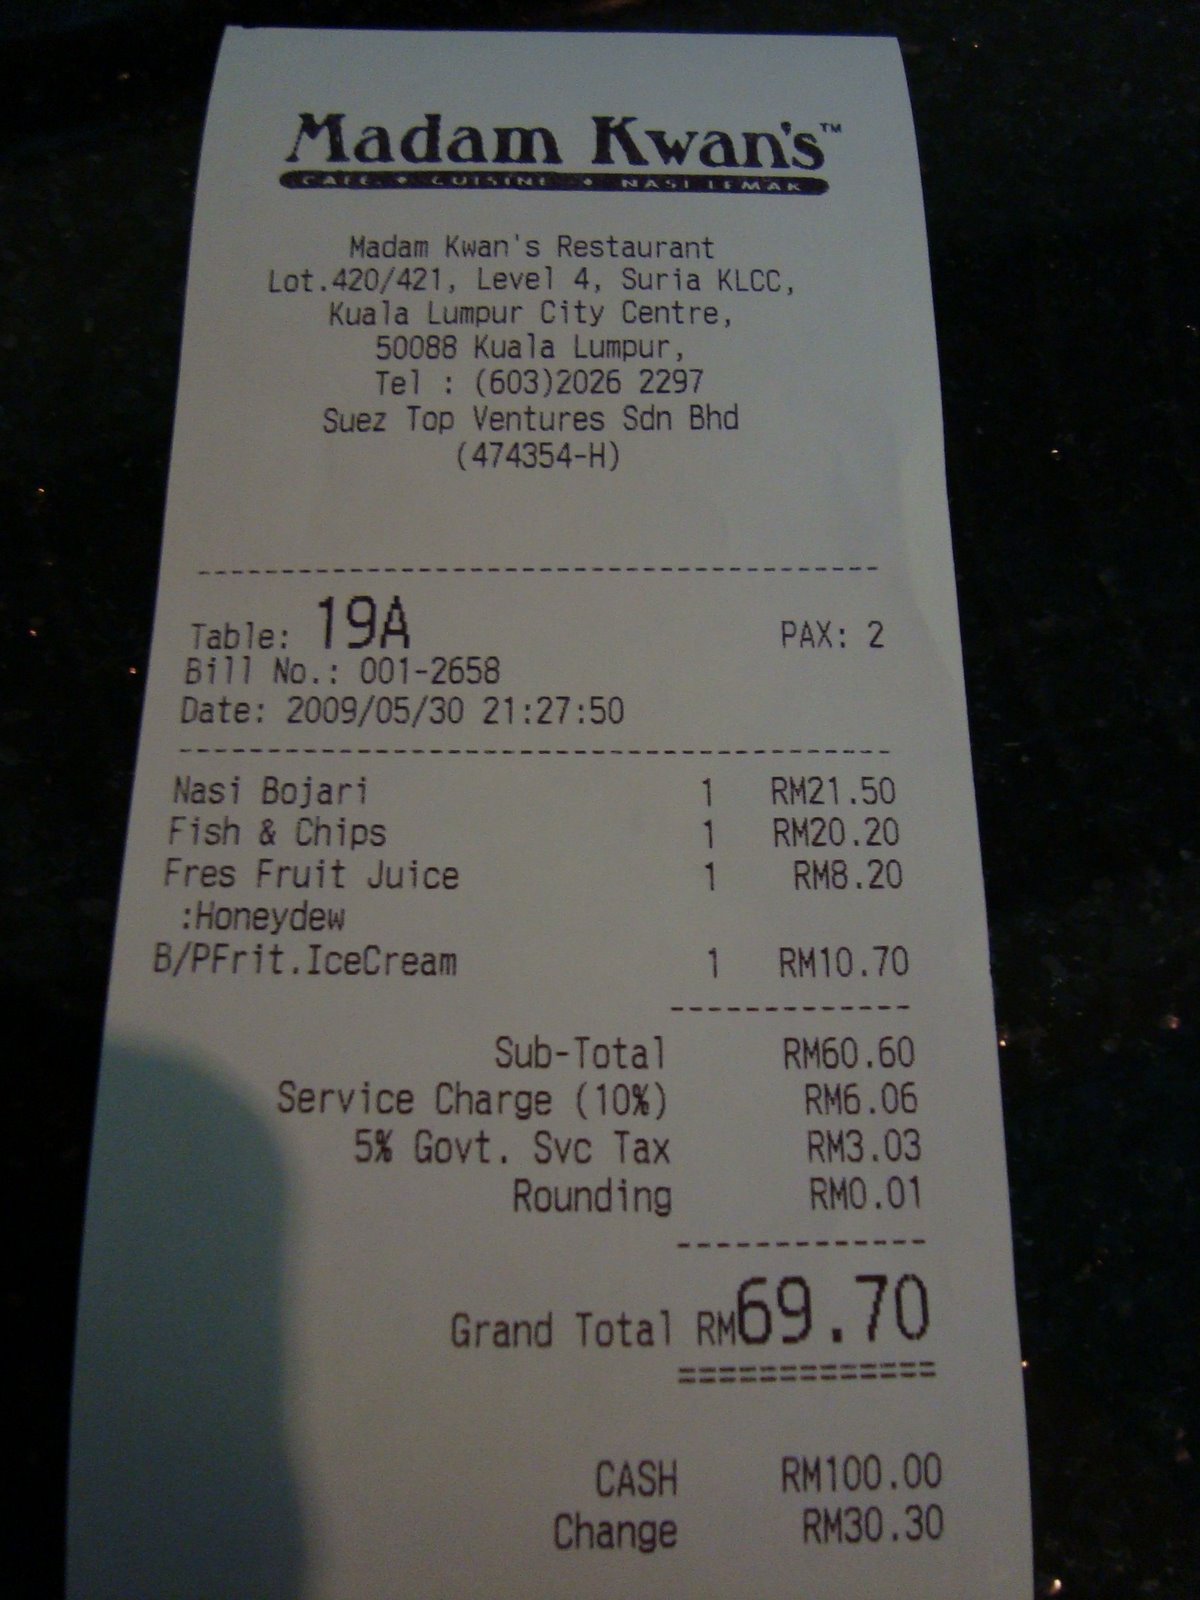 Madam Kwan's™
CAFE • CUISINE • NASI LEMAK
Madam Kwan's Restaurant
Lot.420/421, Level 4, Suria KLCC,
Kuala Lumpur City Centre,
50088 Kuala Lumpur,
Tel : (603)2026 2297
Suez Top Ventures Sdn Bhd
(474354-H)
Table: 19A PAX: 2
Bill No.: 001-2658
Date: 2009/05/30 21:27:50
Nasi Bojari 1 RM21.50
Fish & Chips 1 RM20.20
Fres Fruit Juice 1 RM8.20
:Honeydew
B/PFrit.IceCream 1 RM10.70
Sub-Total RM60.60
Service Charge (10%) RM6.06
5% Govt. Svc Tax RM3.03
Rounding RM0.01
Grand Total RM69.70
CASH RM100.00
Change RM30.30